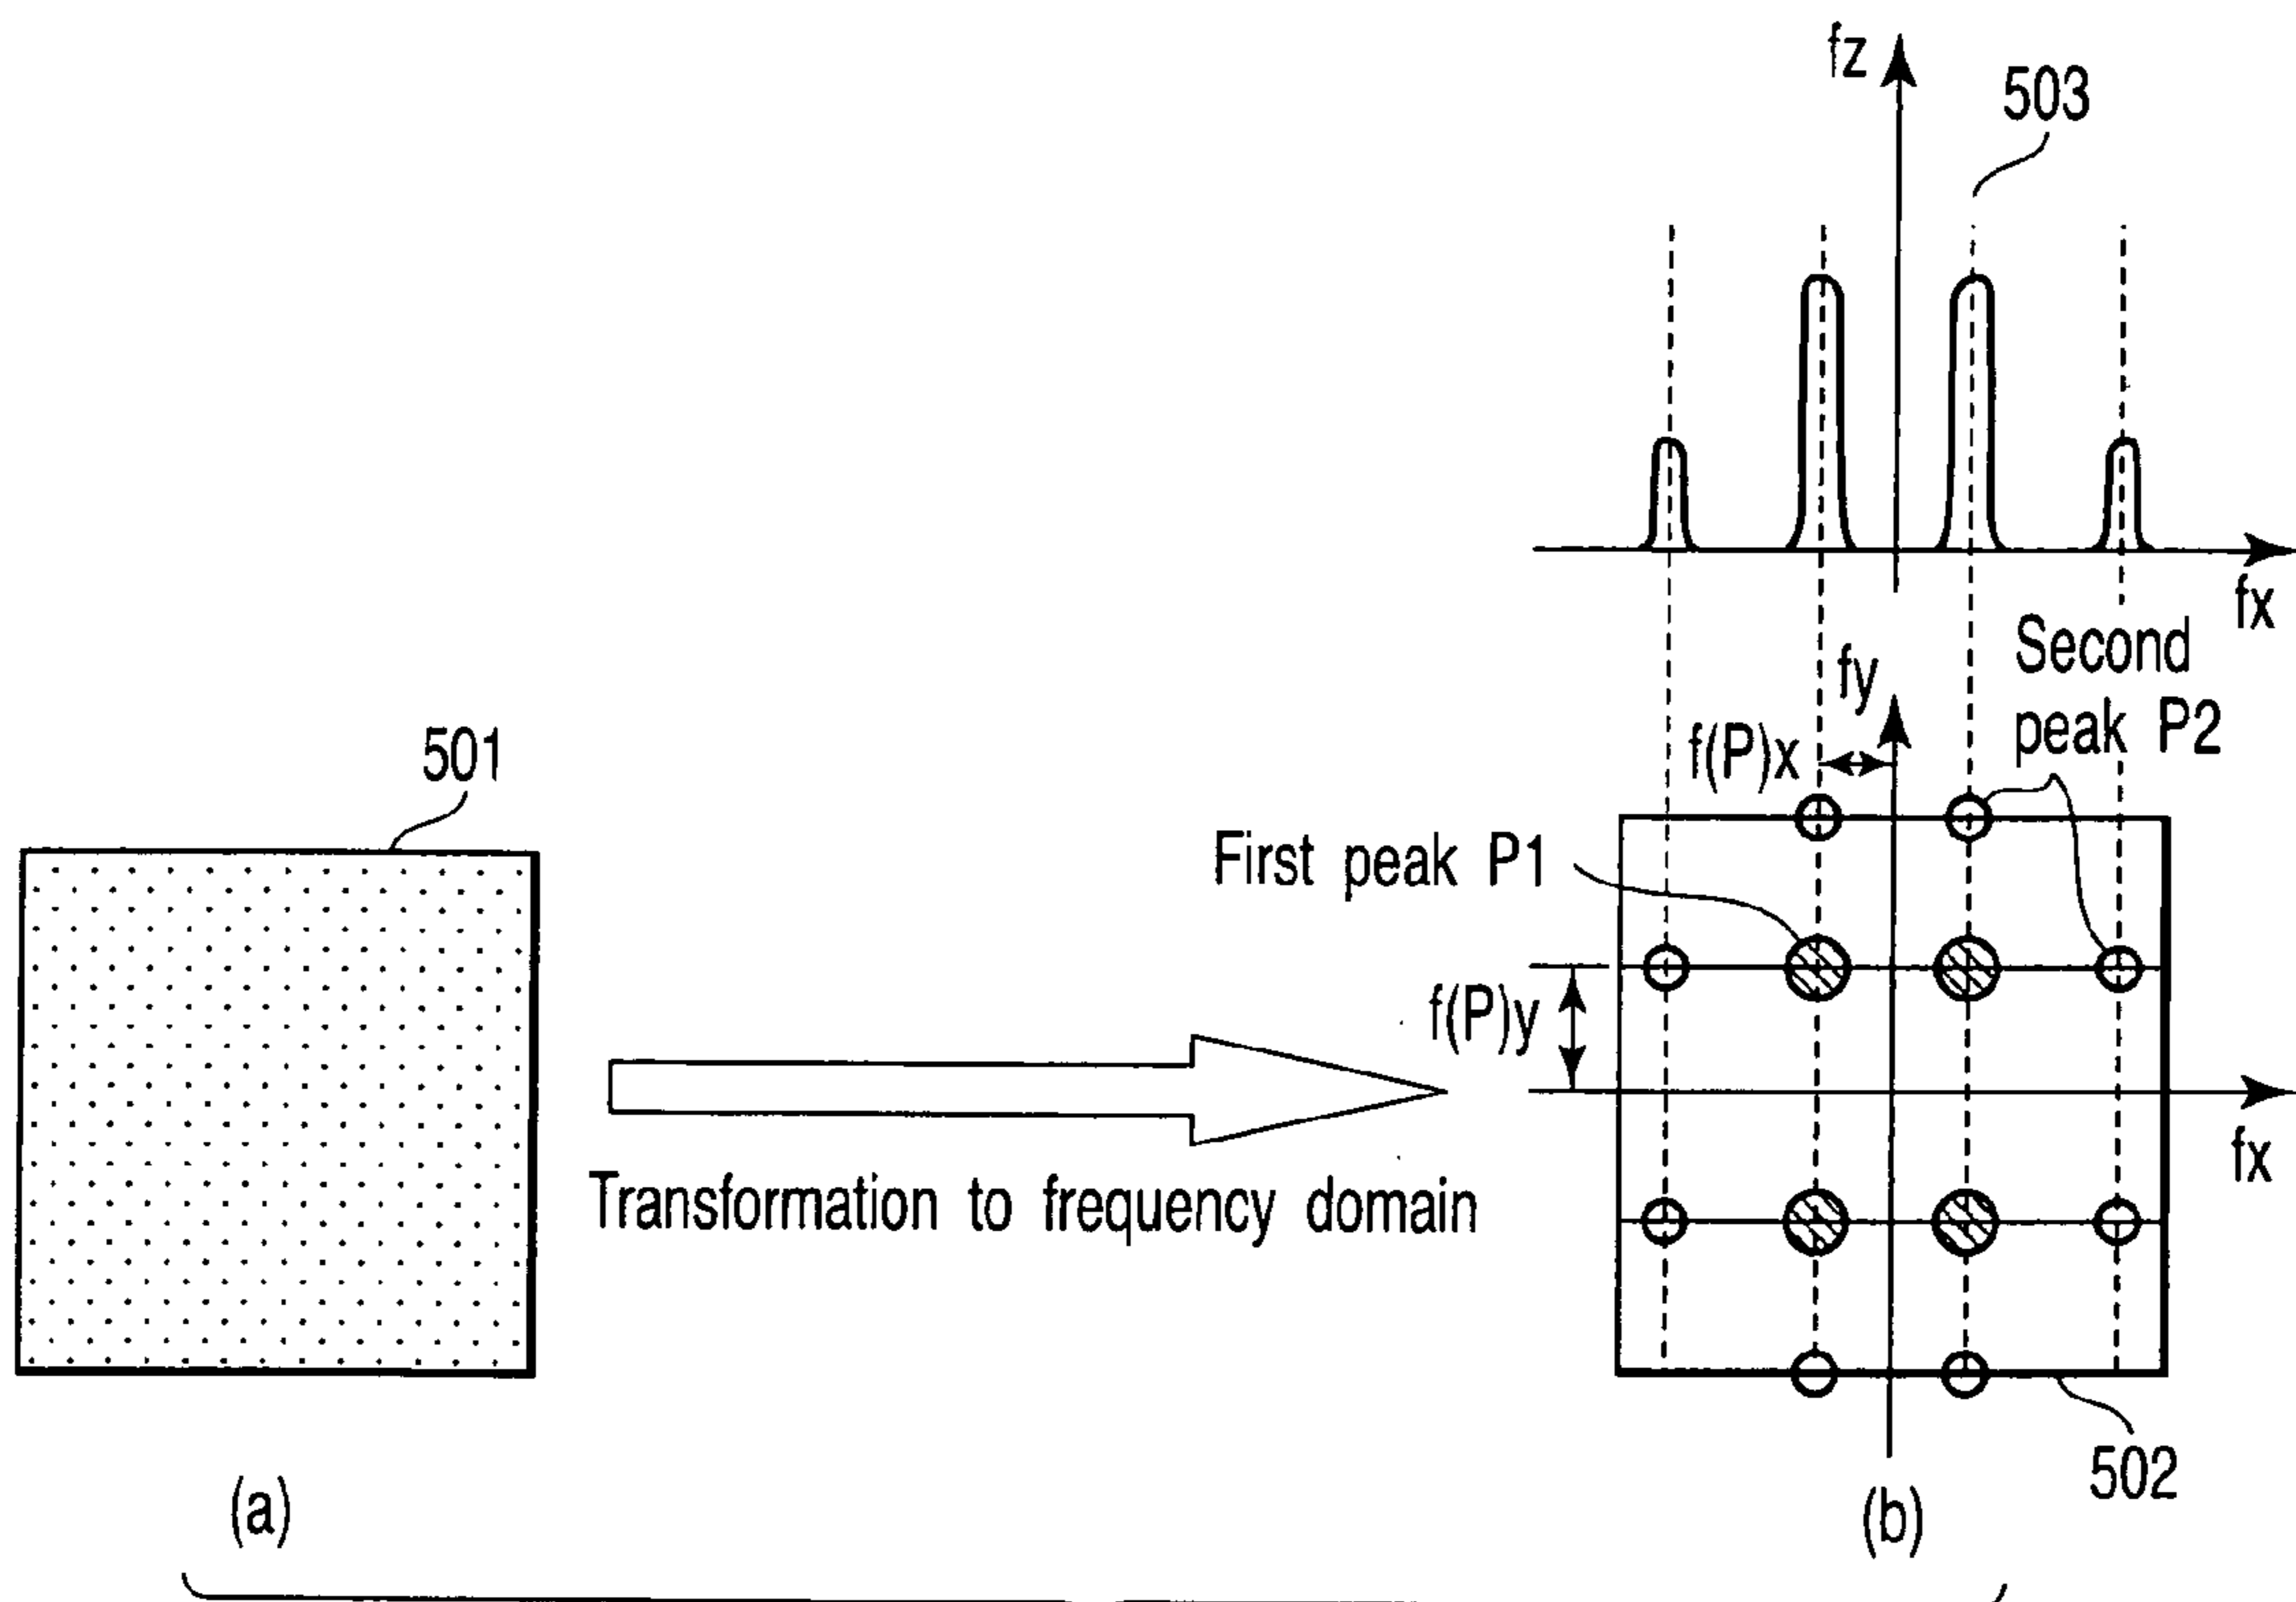 fz
503
fx
Second
peak P2
fy
f(P)x
501
First peak P1
f(P)y
Transformation to frequency domain
fx
502
(a)
(b)